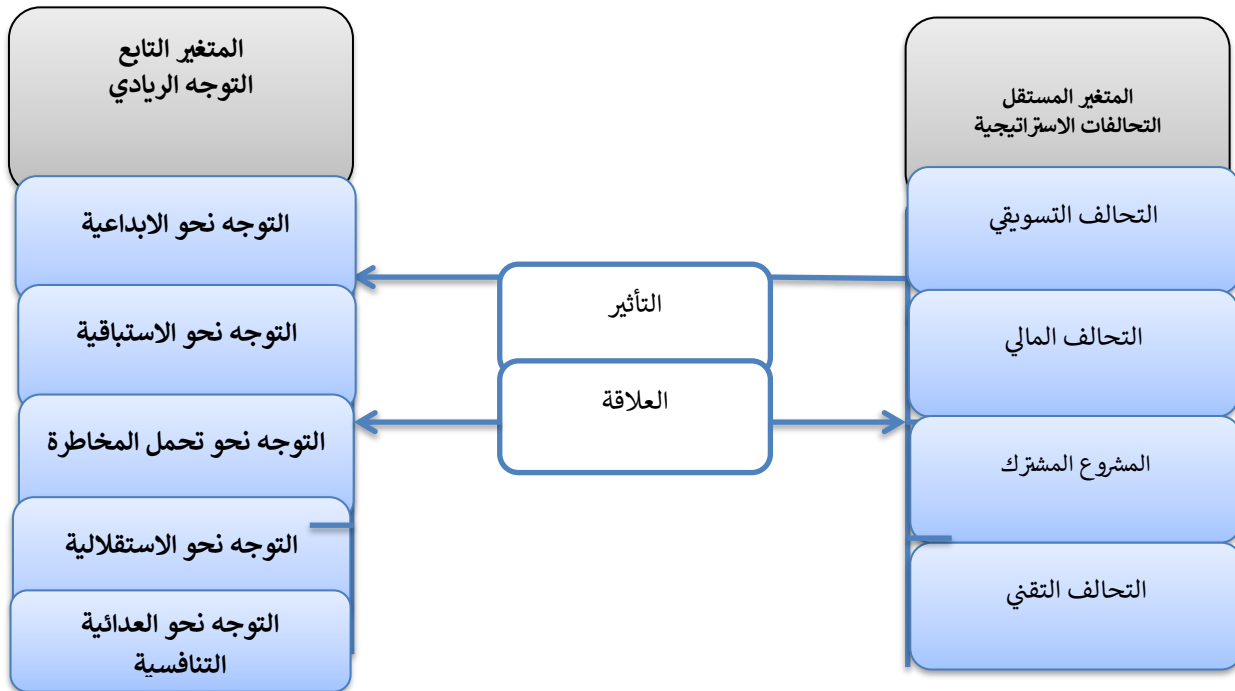 المتغير المستقل
التحالفات الاستراتيجية
التحالف التسويقي
التحالف المالي
المشروع المشترك
التحالف التقني
التأثير
العلاقة
المتغير التابع
التوجه الريادي
التوجه نحو الابداعية
التوجه نحو الاستباقية
التوجه نحو تحمل المخاطرة
التوجه نحو الاستقلالية
التوجه نحو العدائية
التنافسية